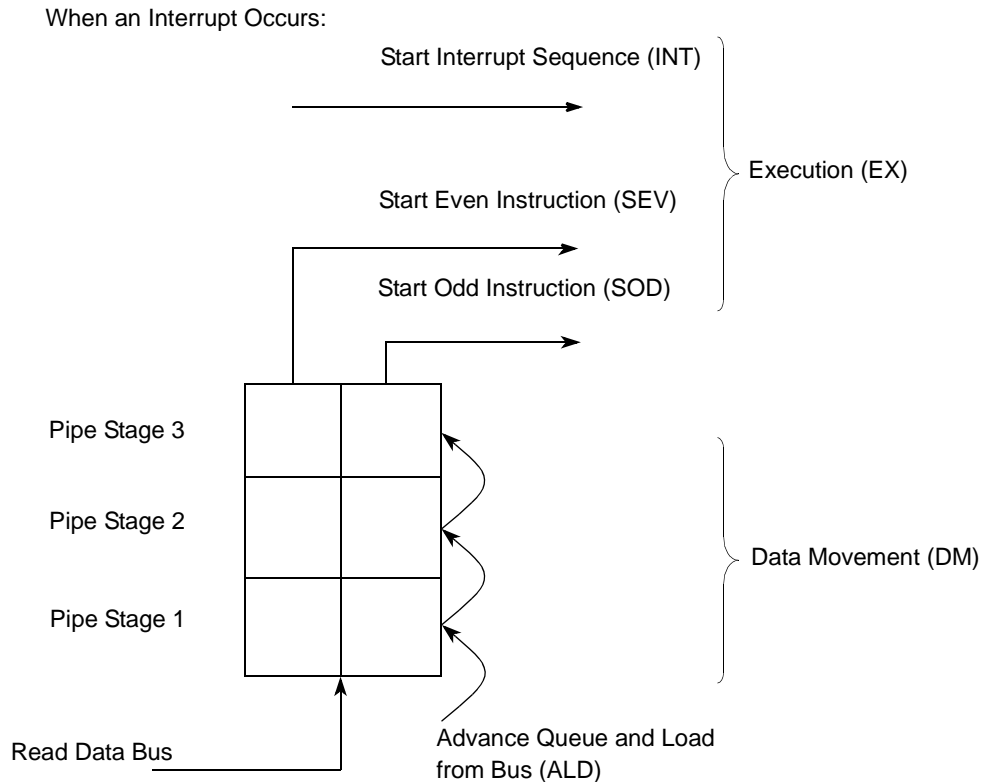 When an Interrupt Occurs:
Start Interrupt Sequence (INT)
Execution (EX)
Start Even Instruction (SEV)
Start Odd Instruction (SOD)
Pipe Stage 3
Pipe Stage 2
Data Movement (DM)
Pipe Stage 1
Read Data Bus
Advance Queue and Load
from Bus (ALD)